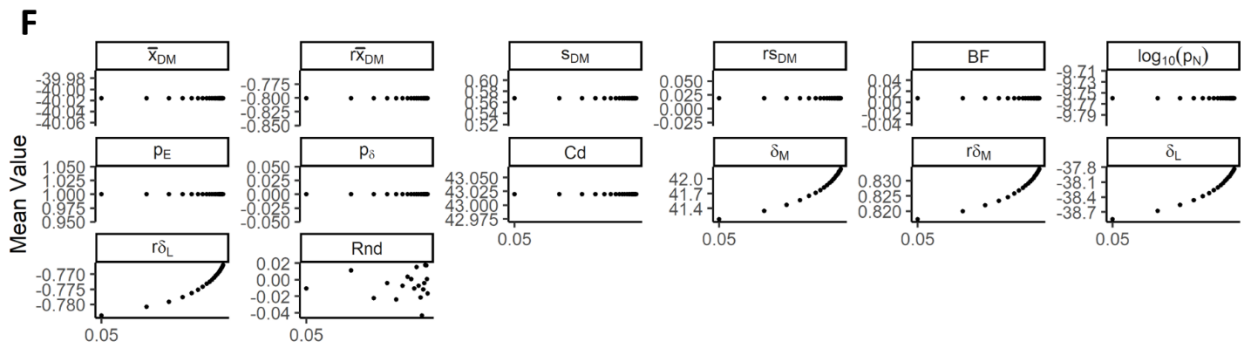 F
x̅DM rx̅DM sDM rsDM BF log10(pN)
-39.98 -40.00 -40.02 -40.04 -40.06
-0.775 -0.800 -0.825 -0.850
0.60 0.58 0.56 0.54 0.52
0.050 0.025 0.000 -0.025
0.04 0.02 0.00 -0.02 -0.04
-9.71 -9.73 -9.75 -9.77 -9.79
pE pδ Cd δM rδM δL
1.050 1.025 1.000 0.975 0.950
0.050 0.025 0.000 -0.025 -0.050
43.050 43.025 43.000 42.975
42.0 41.7 41.4
0.830 0.825 0.820
-37.8 -38.1 -38.4 -38.7
0.05 0.05 0.05 0.05
rδL Rnd
-0.770 -0.775 -0.780
0.02 0.00 -0.02 -0.04
0.05 0.05
Mean Value